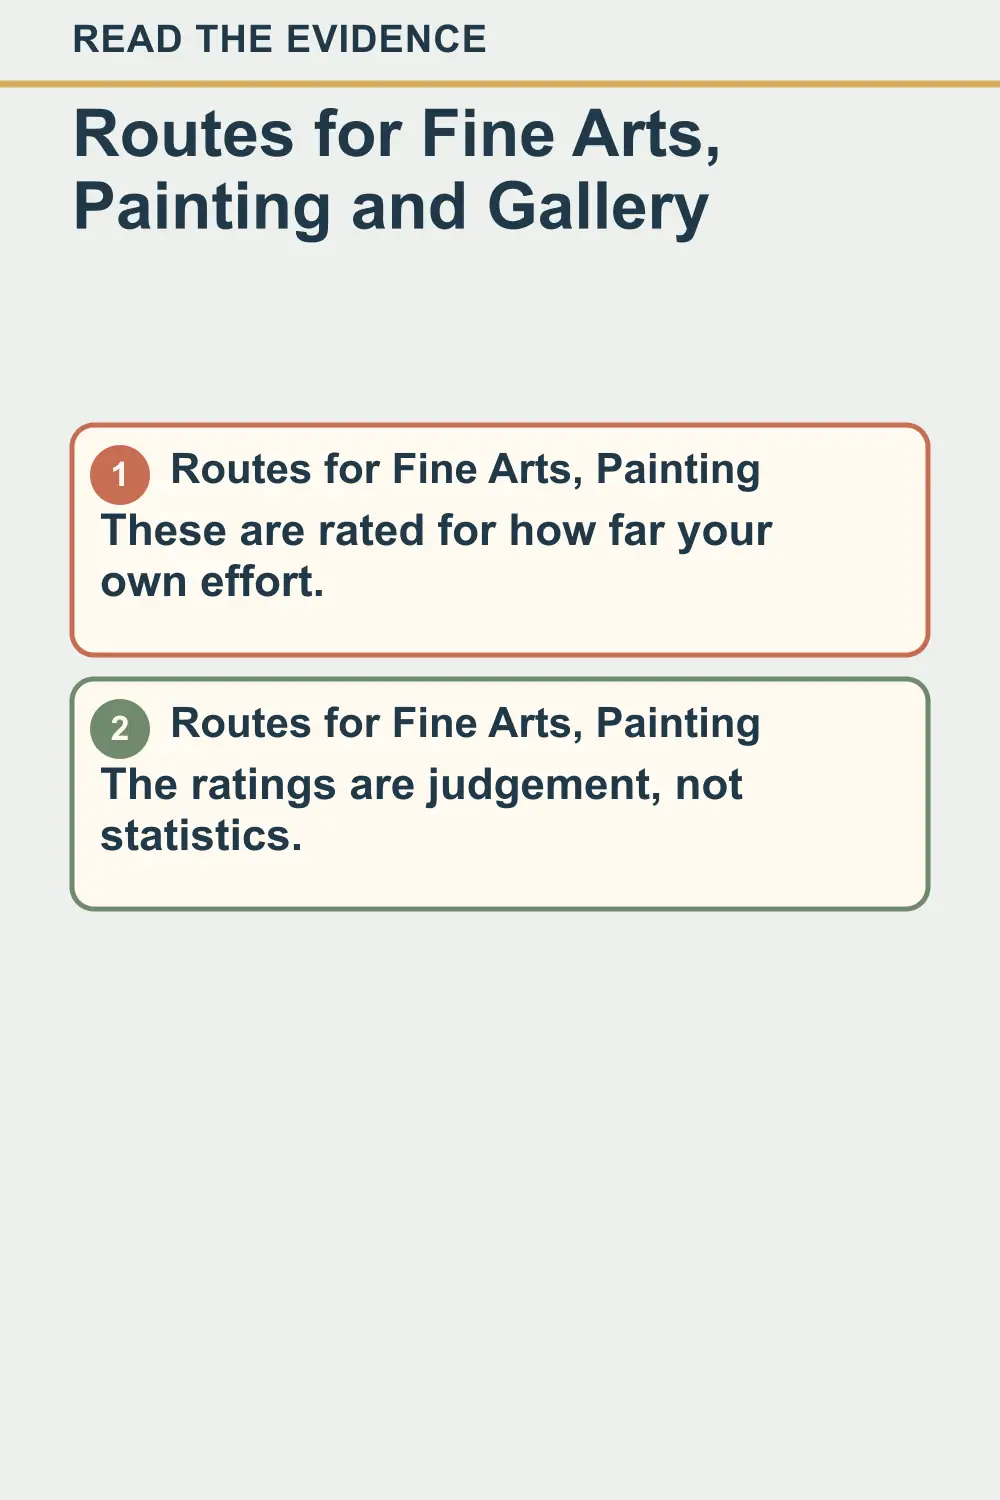 READ THE EVIDENCE
Routes for Fine Arts,
Painting and Gallery
1 Routes for Fine Arts, Painting
These are rated for how far your
own effort.
2 Routes for Fine Arts, Painting
The ratings are judgement, not
statistics.